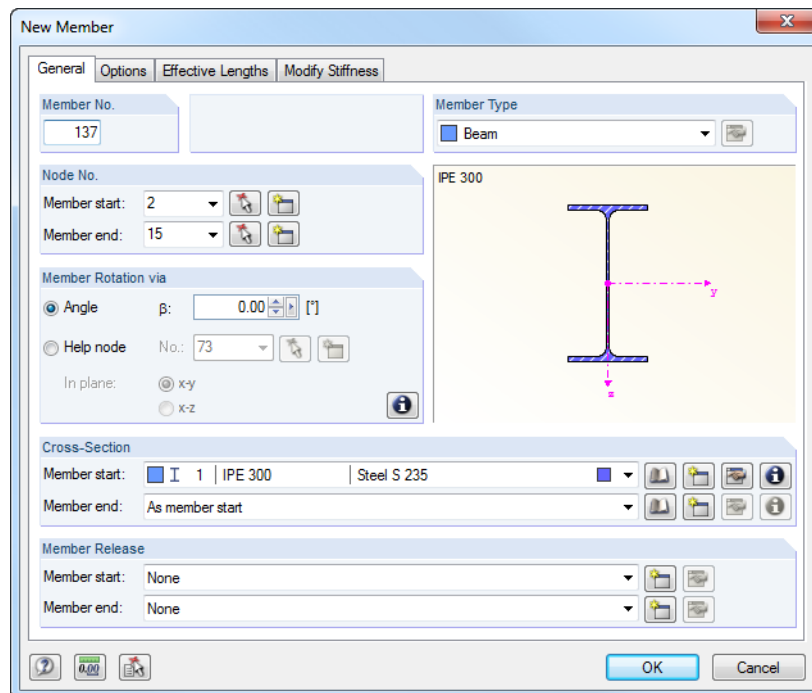 New Member
General Options Effective Lengths Modify Stiffness
Member No.
137
Member Type
Beam
Node No.
Member start: 2
Member end: 15
IPE 300
y
z
Member Rotation via
Angle β: 0.00 [°]
Help node No.: 73
In plane: x-y
x-z
Cross-Section
Member start: 1 IPE 300 Steel S 235
Member end: As member start
Member Release
Member start: None
Member end: None
0.00
OK Cancel